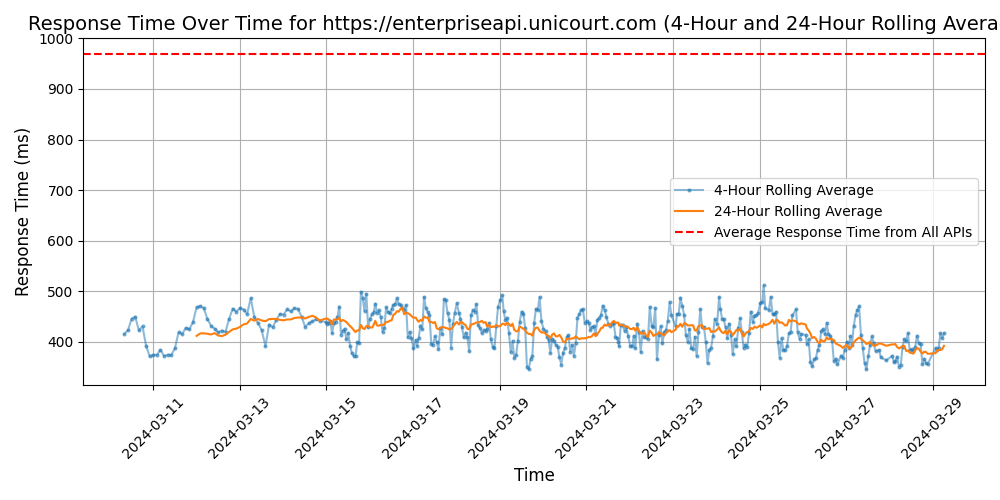 Response Time Over Time for https://enterpriseapi.unicourt.com (4-Hour and 24-Hour Rolling Avera
Response Time (ms)
1000
900
800
700
600
500
400
4-Hour Rolling Average
24-Hour Rolling Average
Average Response Time from All APIs
2024-03-11
2024-03-13
2024-03-15
2024-03-17
2024-03-19
2024-03-21
2024-03-23
2024-03-25
2024-03-27
2024-03-29
Time